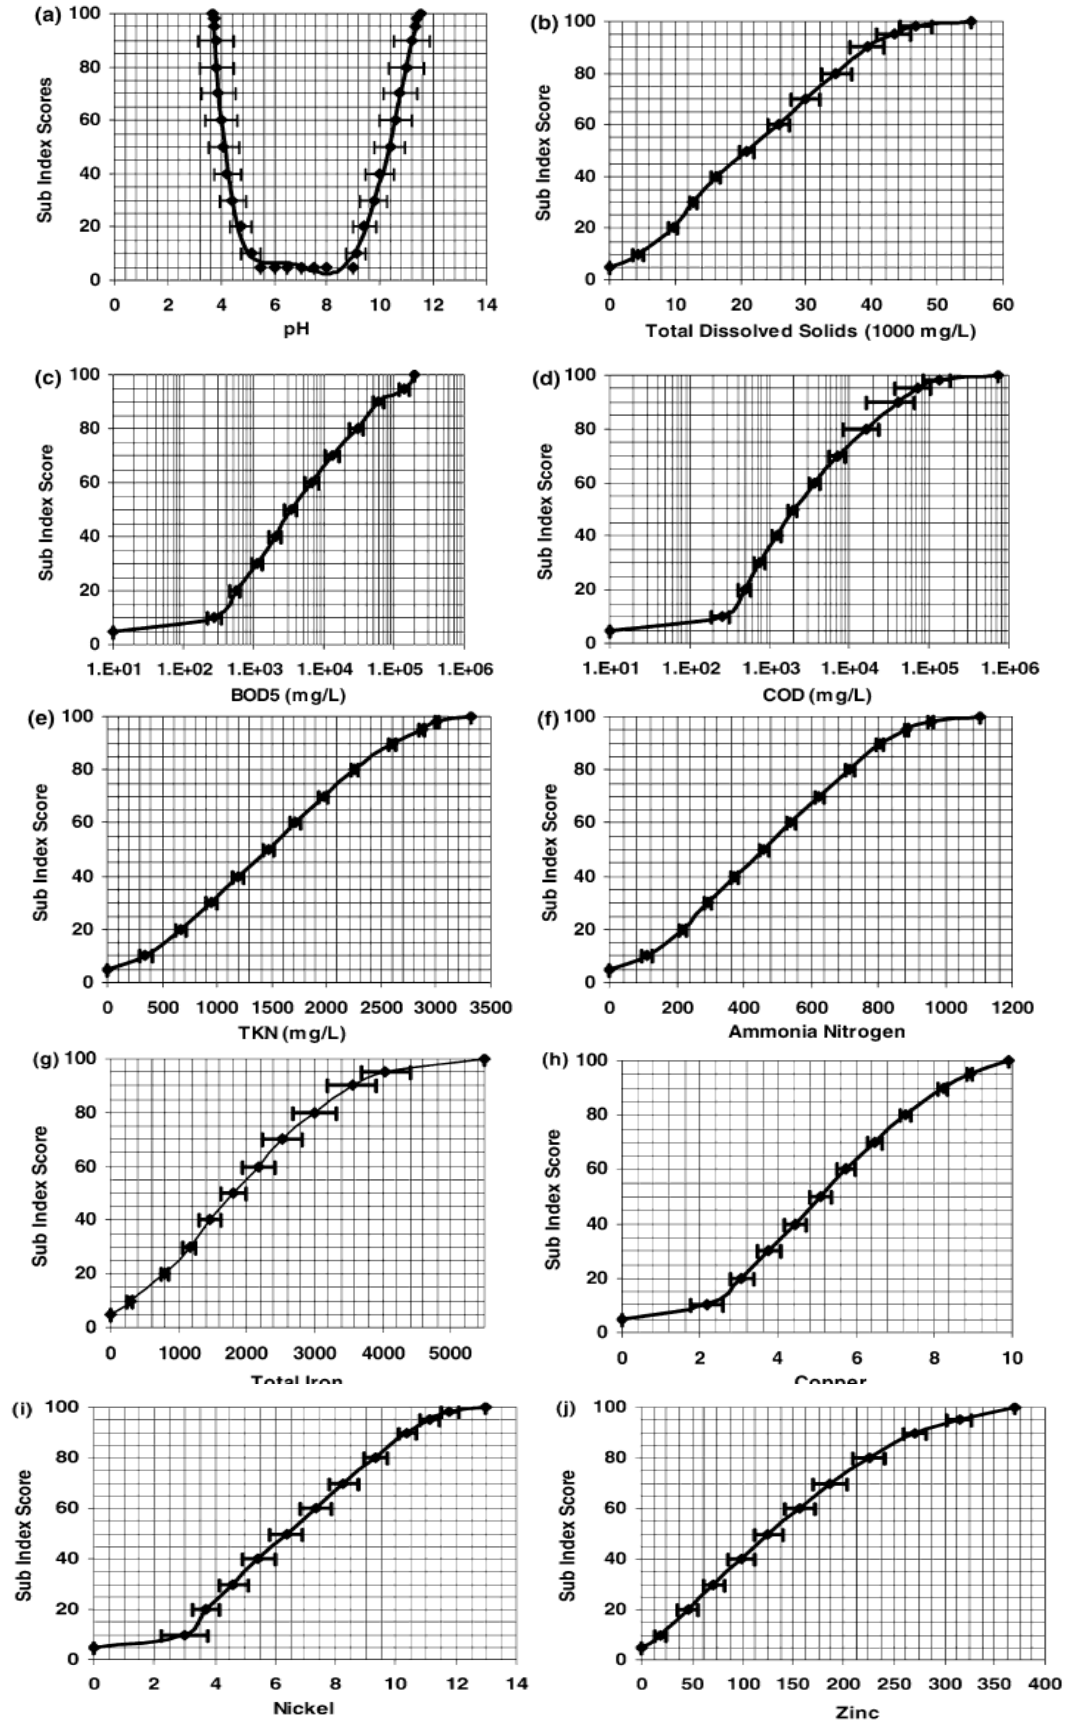 (a)
100
80
60
40
20
0
Sub Index Scores
0 2 4 6 8 10 12 14
pH
(b)
100
80
60
40
20
0
Sub Index Score
0 10 20 30 40 50 60
Total Dissolved Solids (1000 mg/L)
(c)
100
80
60
40
20
0
Sub Index Score
1.E+01 1.E+02 1.E+03 1.E+04 1.E+05 1.E+06
BOD5 (mg/L)
(d)
100
80
60
40
20
0
Sub Index Score
1.E+01 1.E+02 1.E+03 1.E+04 1.E+05 1.E+06
COD (mg/L)
(e)
100
80
60
40
20
0
Sub Index Score
0 500 1000 1500 2000 2500 3000 3500
TKN (mg/L)
(f)
100
80
60
40
20
0
Sub Index Score
0 200 400 600 800 1000 1200
Ammonia Nitrogen
(g)
100
80
60
40
20
0
Sub Index Score
0 1000 2000 3000 4000 5000
Total Iron
(h)
100
80
60
40
20
0
Sub Index Score
0 2 4 6 8 10
Copper
(i)
100
80
60
40
20
0
Sub Index Score
0 2 4 6 8 10 12 14
Nickel
(j)
100
80
60
40
20
0
Sub Index Score
0 50 100 150 200 250 300 350 400
Zinc